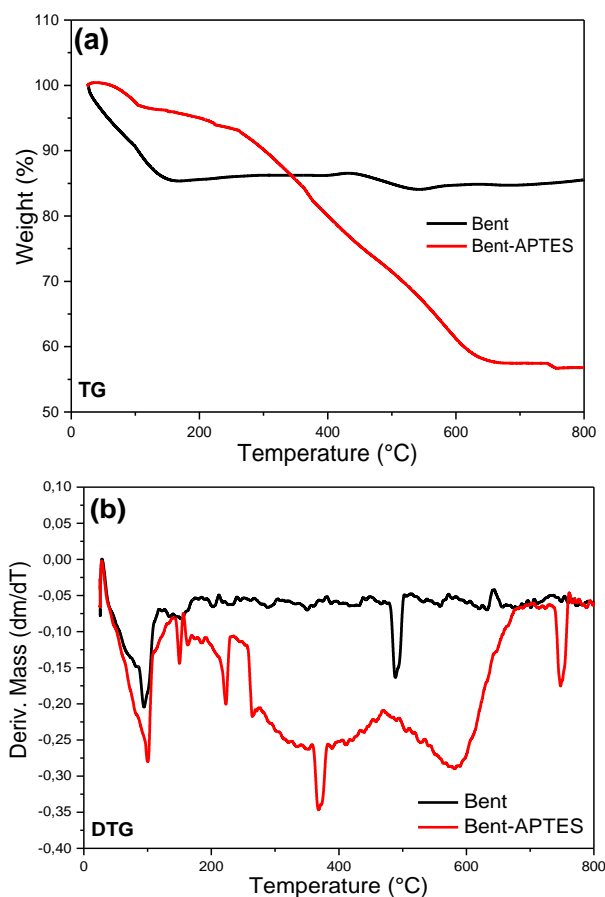 (a)
110
100
90
80
70
60
50
Weight (%)
Bent
Bent-APTES
TG
0
200
400
600
800
Temperature (°C)
(b)
0,10
0,05
0,00
-0,05
-0,10
-0,15
-0,20
-0,25
-0,30
-0,35
-0,40
Deriv. Mass (dm/dT)
Bent
Bent-APTES
DTG
0
200
400
600
800
Temperature (°C)